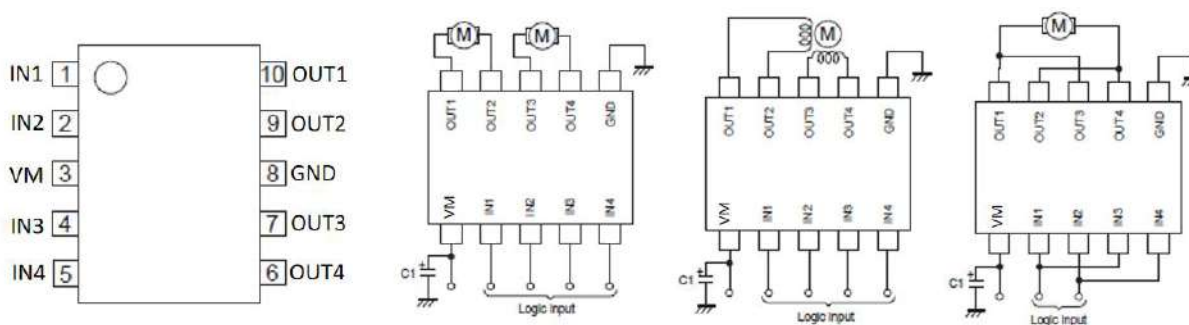 IN1 1 10 OUT1
IN2 2 9 OUT2
VM 3 8 GND
IN3 4 7 OUT3
IN4 5 6 OUT4
M M
OUT1 OUT2 OUT3 OUT4 GND
VM IN1 IN2 IN3 IN4
C1 +
Logic Input
M
OUT1 OUT2 OUT3 OUT4 GND
VM IN1 IN2 IN3 IN4
C1 +
Logic Input
M
OUT1 OUT2 OUT3 OUT4 GND
VM IN1 IN2 IN3 IN4
C1 +
Logic Input